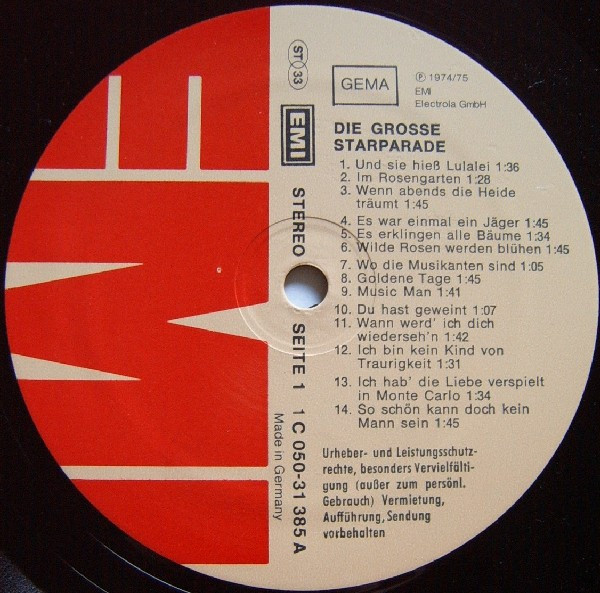 ST 33
GEMA
℗ 1974/75
EMI
Electrola GmbH
EMI
DIE GROSSE
STARPARADE
1. Und sie hieß Lulalei 1:36
2. Im Rosengarten 1:28
3. Wenn abends die Heide
träumt 1:45
4. Es war einmal ein Jäger 1:45
5. Es erklingen alle Bäume 1:34
6. Wilde Rosen werden blühen 1:45
7. Wo die Musikanten sind 1:05
8. Goldene Tage 1:45
9. Music Man 1:41
10. Du hast geweint 1:07
11. Wann werd' ich dich
wiederseh'n 1:42
12. Ich bin kein Kind von
Traurigkeit 1:31
13. Ich hab' die Liebe verspielt
in Monte Carlo 1:34
14. So schön kann doch kein
Mann sein 1:45
Urheber- und Leistungsschutz-
rechte, besonders Vervielfälti-
gung (außer zum persönl.
Gebrauch) Vermietung,
Aufführung, Sendung
vorbehalten
STEREO SEITE 1 1 C 050-31 385 A
Made in Germany
EMI